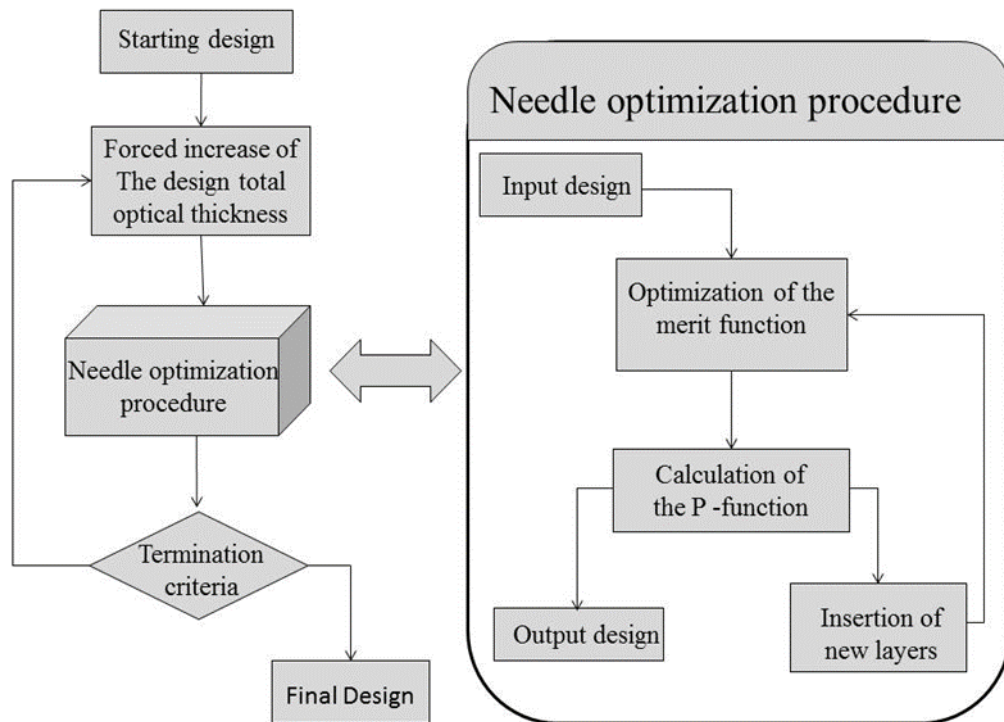 Starting design
Forced increase of
The design total
optical thickness
Needle optimization
procedure
Termination
criteria
Final Design
Needle optimization procedure
Input design
Optimization of the
merit function
Calculation of
the P -function
Output design
Insertion of
new layers